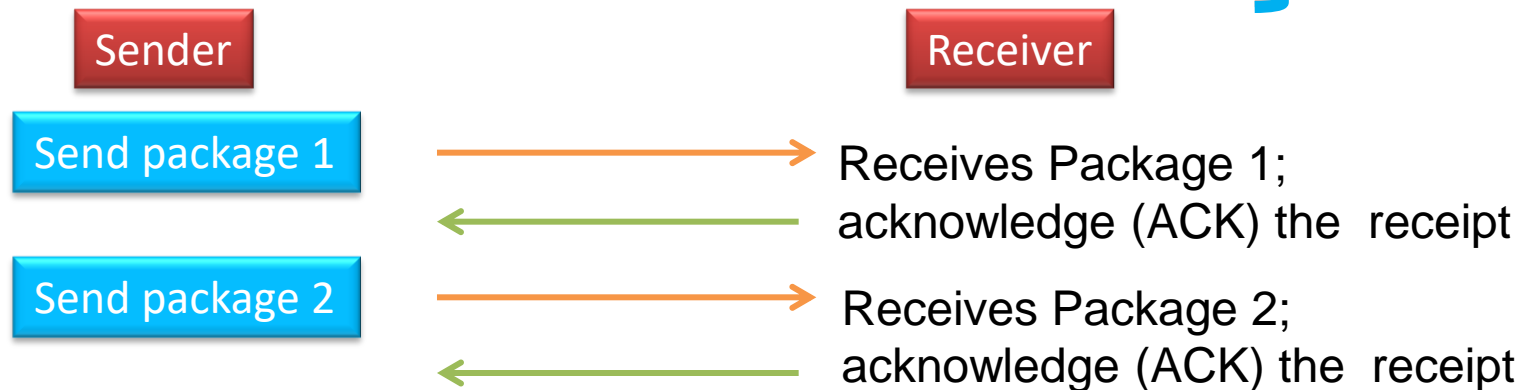 Sender
Receiver
Send package 1
Receives Package 1;
acknowledge (ACK) the receipt
Send package 2
Receives Package 2;
acknowledge (ACK) the receipt